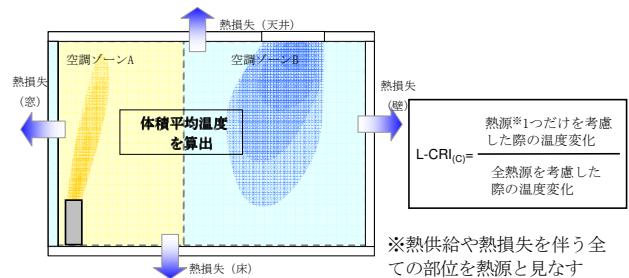 熱損失（天井）
空調ゾーンA
空調ゾーンB
熱損失
（窓）
熱損失
（壁）
体積平均温度
を算出
L-CRI(C)=
熱源※1つだけを考慮
した際の温度変化
全熱源を考慮した
際の温度変化
熱損失（床）
※熱供給や熱損失を伴う全
ての部位を熱源と見なす